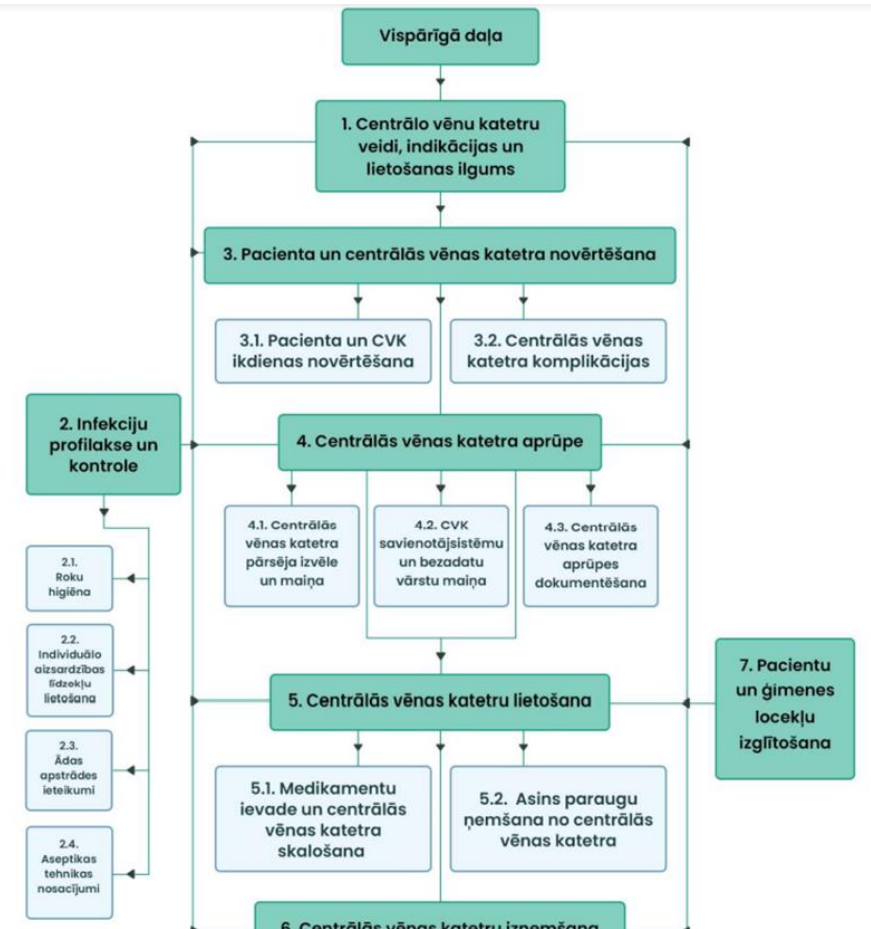 Vispārīgā daļa
1. Centrālo vēnu katetru
veidi, indikācijas un
lietošanas ilgums
3. Pacienta un centrālās vēnas katetra novērtēšana
3.1. Pacienta un CVK
ikdienas novērtēšana
3.2. Centrālās vēnas
katetra komplikācijas
2. Infekciju
profilakse un
kontrole
4. Centrālās vēnas katetra aprūpe
4.1. Centrālās
vēnas katetra
pārsēja izvēle
un maiņa
4.2. CVK
savienotājsistēmu
un bezadatu
vārstu maiņa
4.3. Centrālās
vēnas katetra
aprūpes
dokumentēšana
2.1.
Roku
higiēna
2.2.
Individuālo
aizsardzības
līdzekļu
lietošana
2.3.
Ādas
apstrādes
ieteikumi
2.4.
Aseptikas
tehnikas
nosacījumi
5. Centrālās vēnas katetru lietošana
7. Pacientu
un ģimenes
locekļu
izglītošana
5.1. Medikamentu
ievade un centrālās
vēnas katetra
skalošana
5.2. Asins paraugu
ņemšana no centrālās
vēnas katetra
6. Centrālās vēnas katetru izņemšana